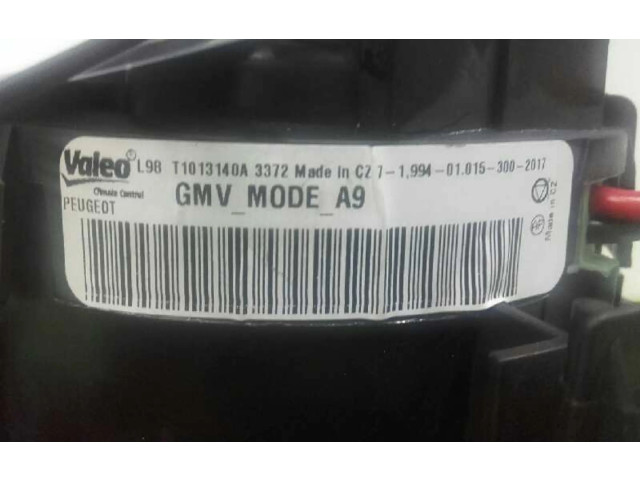 Valeo L98 T1013140A 3372 Made in CZ 7-1,994-01.015-300-2017
Climate Control
PEUGEOT
GMV_MODE_A9
Made in CZ